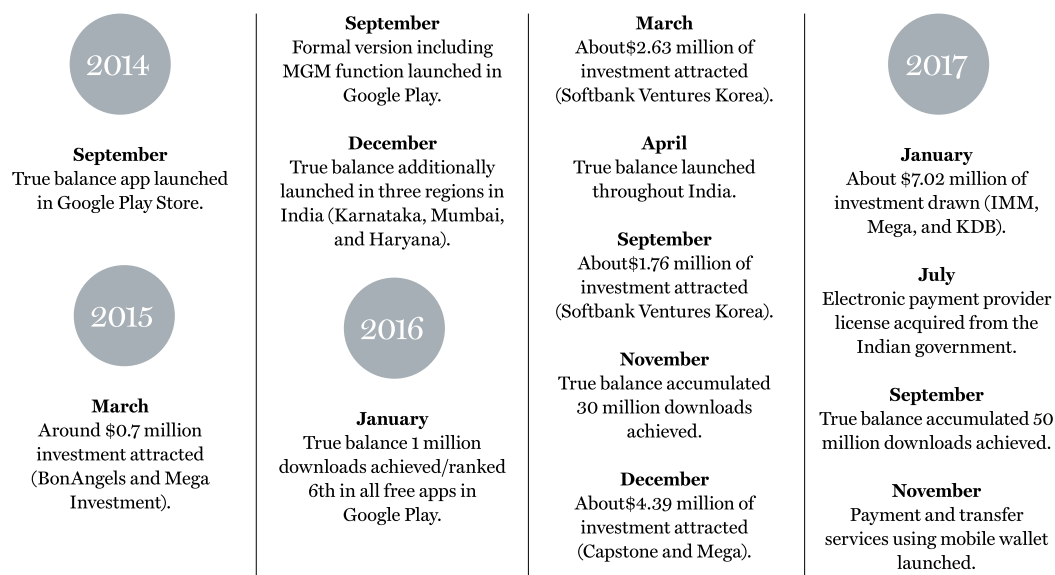 2014
September
True balance app launched
in Google Play Store.
2015
March
Around $0.7 million
investment attracted
(BonAngels and Mega
Investment).
September
Formal version including
MGM function launched in
Google Play.
December
True balance additionally
launched in three regions in
India (Karnataka, Mumbai,
and Haryana).
2016
January
True balance 1 million
downloads achieved/ranked
6th in all free apps in
Google Play.
March
About$2.63 million of
investment attracted
(Softbank Ventures Korea).
April
True balance launched
throughout India.
September
About$1.76 million of
investment attracted
(Softbank Ventures Korea).
November
True balance accumulated
30 million downloads
achieved.
December
About$4.39 million of
investment attracted
(Capstone and Mega).
2017
January
About $7.02 million of
investment drawn (IMM,
Mega, and KDB).
July
Electronic payment provider
license acquired from the
Indian government.
September
True balance accumulated 50
million downloads achieved.
November
Payment and transfer
services using mobile wallet
launched.